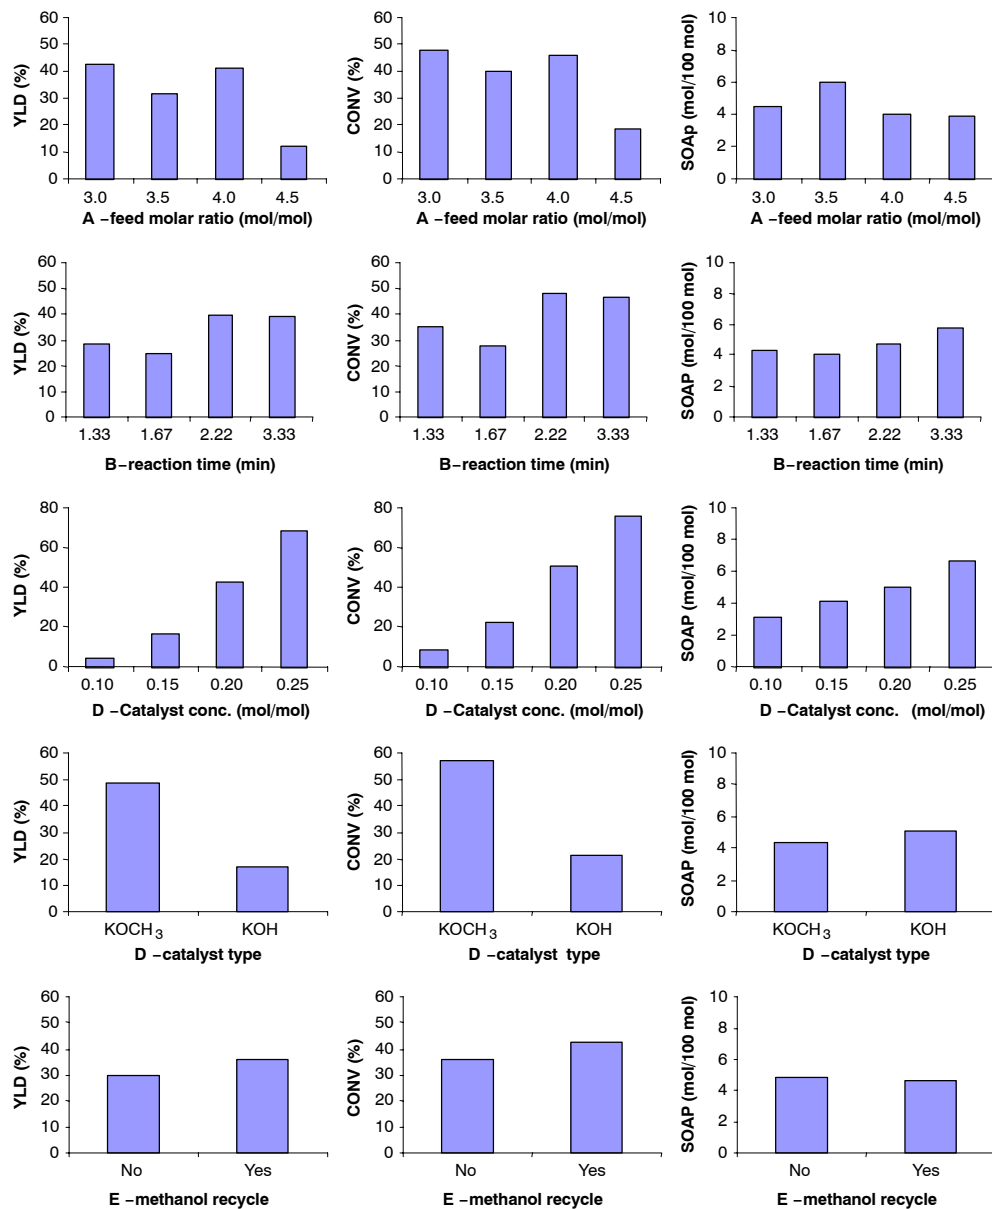 60
50
40
30
20
10
0
YLD (%)
3.0 3.5 4.0 4.5
A –feed molar ratio (mol/mol)
60
50
40
30
20
10
0
CONV (%)
3.0 3.5 4.0 4.5
A –feed molar ratio (mol/mol)
10
8
6
4
2
0
SOAp (mol/100 mol)
3.0 3.5 4.0 4.5
A –feed molar ratio (mol/mol)
60
50
40
30
20
10
0
YLD (%)
1.33 1.67 2.22 3.33
B–reaction time (min)
60
50
40
30
20
10
0
CONV (%)
1.33 1.67 2.22 3.33
B–reaction time (min)
10
8
6
4
2
0
SOAP (mol/100 mol)
1.33 1.67 2.22 3.33
B–reaction time (min)
80
60
40
20
0
YLD (%)
0.10 0.15 0.20 0.25
D –Catalyst conc. (mol/mol)
80
60
40
20
0
CONV (%)
0.10 0.15 0.20 0.25
D –Catalyst conc. (mol/mol)
10
8
6
4
2
0
SOAP (mol/100 mol)
0.10 0.15 0.20 0.25
D –Catalyst conc. (mol/mol)
60
50
40
30
20
10
0
YLD (%)
KOCH3 KOH
D –catalyst type
60
50
40
30
20
10
0
CONV (%)
KOCH3 KOH
D –catalyst type
10
8
6
4
2
0
SOAP (mol/100 mol)
KOCH3 KOH
D –catalyst type
60
50
40
30
20
10
0
YLD (%)
No Yes
E –methanol recycle
60
50
40
30
20
10
0
CONV (%)
No Yes
E –methanol recycle
10
8
6
4
2
0
SOAP (mol/100 mol)
No Yes
E –methanol recycle